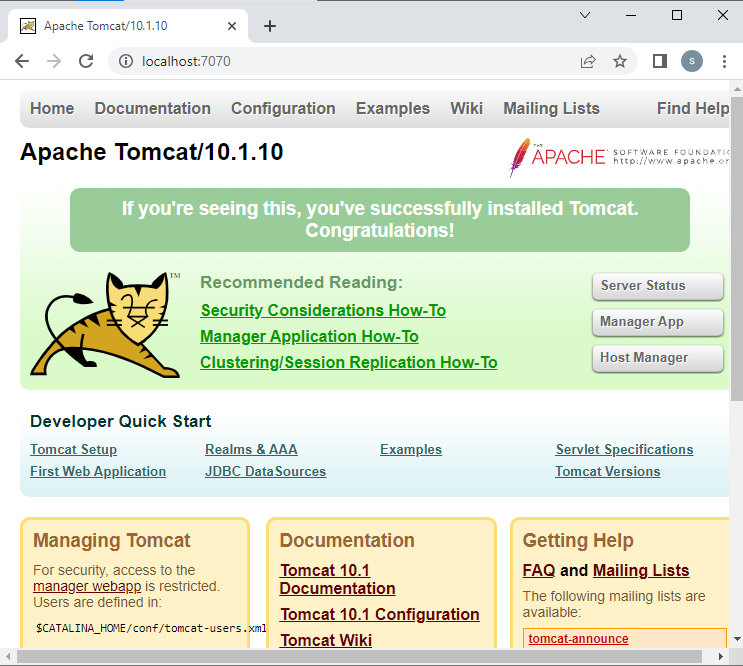 Apache Tomcat/10.1.10
localhost:7070
S
Home Documentation Configuration Examples Wiki Mailing Lists Find Help
Apache Tomcat/10.1.10
THE
APACHE SOFTWARE FOUNDATIO
http://www.apache.or
If you're seeing this, you've successfully installed Tomcat.
Congratulations!
TM
Recommended Reading:
Security Considerations How-To
Manager Application How-To
Clustering/Session Replication How-To
Server Status
Manager App
Host Manager
Developer Quick Start
Tomcat Setup Realms & AAA Examples Servlet Specifications
First Web Application JDBC DataSources Tomcat Versions
Managing Tomcat
For security, access to the
manager webapp is restricted.
Users are defined in:
$CATALINA_HOME/conf/tomcat-users.xml
Documentation
Tomcat 10.1
Documentation
Tomcat 10.1 Configuration
Tomcat Wiki
Getting Help
FAQ and Mailing Lists
The following mailing lists are
available:
tomcat-announce